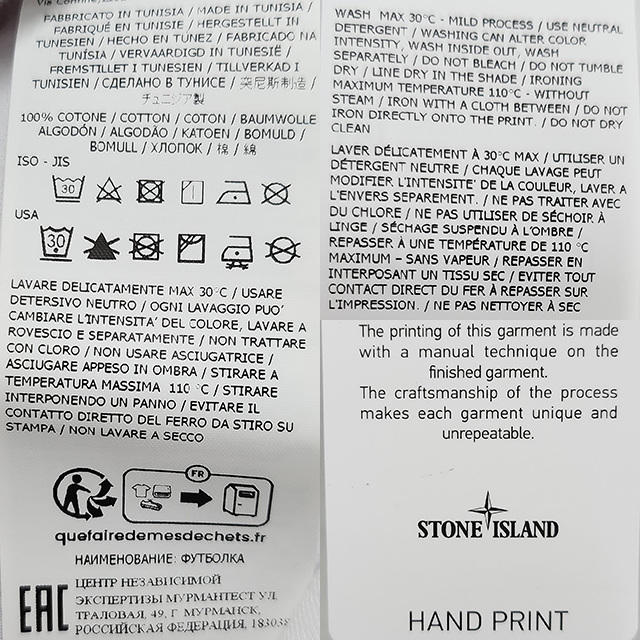 FABBRICATO IN TUNISIA / MADE IN TUNISIA /
FABRIQUÉ EN TUNISIE / HERGESTELLT IN
TUNESIEN / HECHO EN TÚNEZ / FABRICADO NA
TUNÍSIA / VERVAARDIGD IN TUNESIË /
FREMSTILLET I TUNESIEN / TILLVERKAD I
TUNISIEN / СДЕЛАНО В ТУНИСЕ / 突尼斯制造 /
チュニジア製
100% COTONE / COTTON / COTON / BAUMWOLLE
ALGODÓN / ALGODÃO / KATOEN / BOMULD /
BOMULL / ХЛОПОК / 棉 / 綿
ISO - JIS
30
USA
30
LAVARE DELICATAMENTE MAX 30°C / USARE
DETERSIVO NEUTRO / OGNI LAVAGGIO PUO'
CAMBIARE L'INTENSITA' DEL COLORE, LAVARE A
ROVESCIO E SEPARATAMENTE / NON TRATTARE
CON CLORO / NON USARE ASCIUGATRICE /
ASCIUGARE APPESO IN OMBRA / STIRARE A
TEMPERATURA MASSIMA 110 °C / STIRARE
INTERPONENDO UN PANNO / EVITARE IL
CONTATTO DIRETTO DEL FERRO DA STIRO SU
STAMPA / NON LAVARE A SECCO
FR
quefairedemesdechets.fr
НАИМЕНОВАНИЕ: ФУТБОЛКА
EAC
ЦЕНТР НЕЗАВИСИМОЙ
ЭКСПЕРТИЗЫ МУРМАНТЕСТ УЛ.
ТРАЛОВАЯ, 49, Г. МУРМАНСК,
РОССИЙСКАЯ ФЕДЕРАЦИЯ, 183038
WASH MAX 30°C - MILD PROCESS / USE NEUTRAL
DETERGENT / WASHING CAN ALTER COLOR
INTENSITY, WASH INSIDE OUT, WASH
SEPARATELY / DO NOT BLEACH / DO NOT TUMBLE
DRY / LINE DRY IN THE SHADE / IRONING
MAXIMUM TEMPERATURE 110°C - WITHOUT
STEAM / IRON WITH A CLOTH BETWEEN / DO NOT
IRON DIRECTLY ONTO THE PRINT. / DO NOT DRY
CLEAN
LAVER DÉLICATEMENT À 30°C MAX / UTILISER UN
DÉTERGENT NEUTRE / CHAQUE LAVAGE PEUT
MODIFIER L'INTENSITE' DE LA COULEUR, LAVER A
L'ENVERS SEPAREMENT. / NE PAS TRAITER AVEC
DU CHLORE / NE PAS UTILISER DE SÉCHOIR À
LINGE / SÉCHAGE SUSPENDU À L'OMBRE /
REPASSER À UNE TEMPÉRATURE DE 110 °C
MAXIMUM – SANS VAPEUR / REPASSER EN
INTERPOSANT UN TISSU SEC / EVITER TOUT
CONTACT DIRECT DU FER À REPASSER SUR
L'IMPRESSION. / NE PAS NETTOYER À SEC
The printing of this garment is made
with a manual technique on the
finished garment.
The craftsmanship of the process
makes each garment unique and
unrepeatable.
STONE ISLAND
HAND PRINT